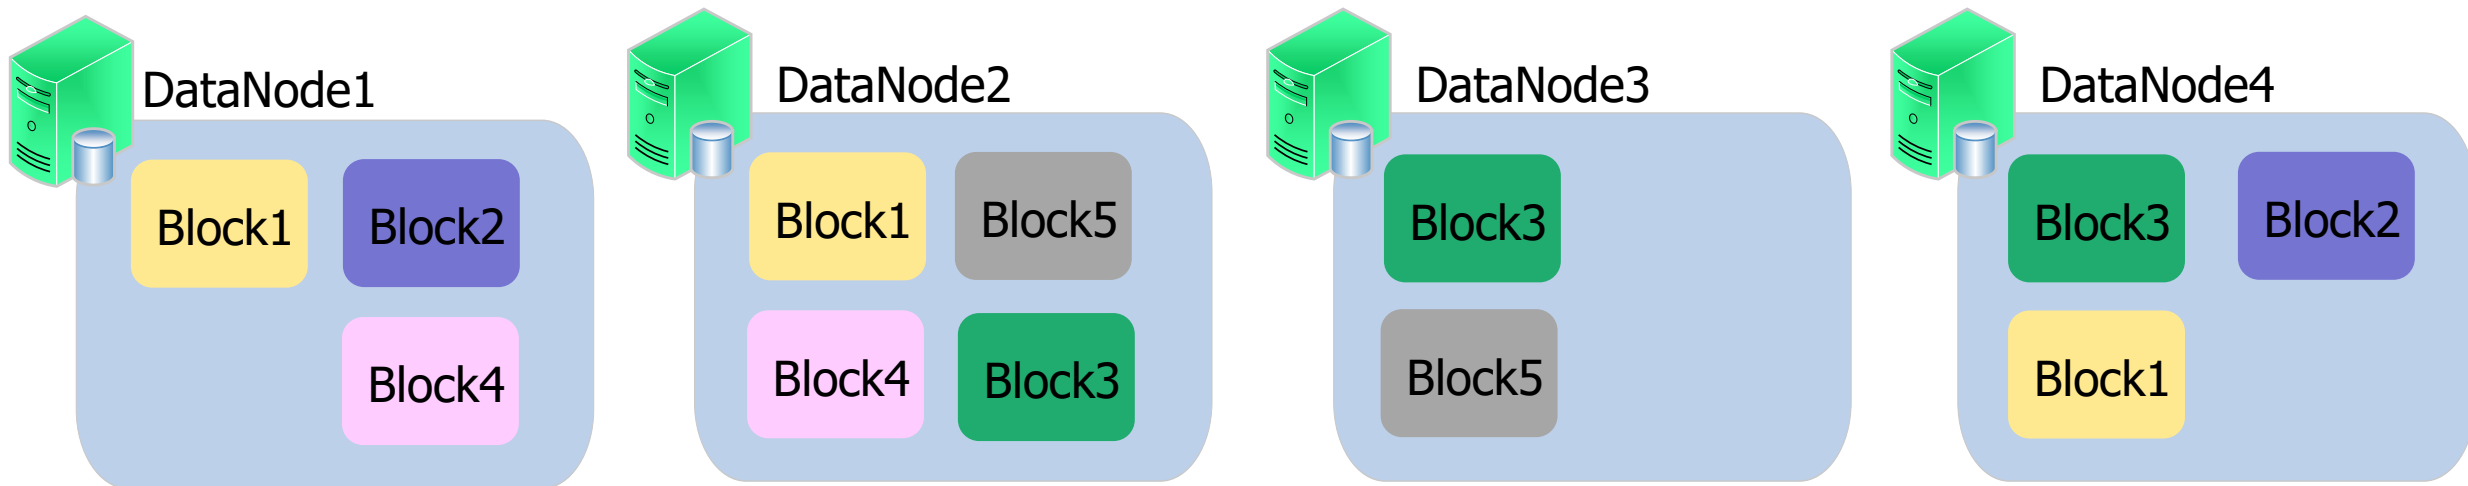 DataNode1
Block1 Block2
Block4
DataNode2
Block1 Block5
Block4 Block3
DataNode3
Block3
Block5
DataNode4
Block3 Block2
Block1